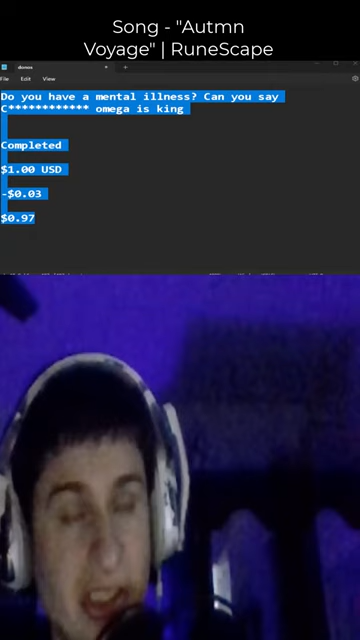 Song - "Autmn
Voyage" | RuneScape
domos
File Edit View
Do you have a mental illness? Can you say
C************ omega is king
Completed
$1.00 USD
-$0.03
$0.97